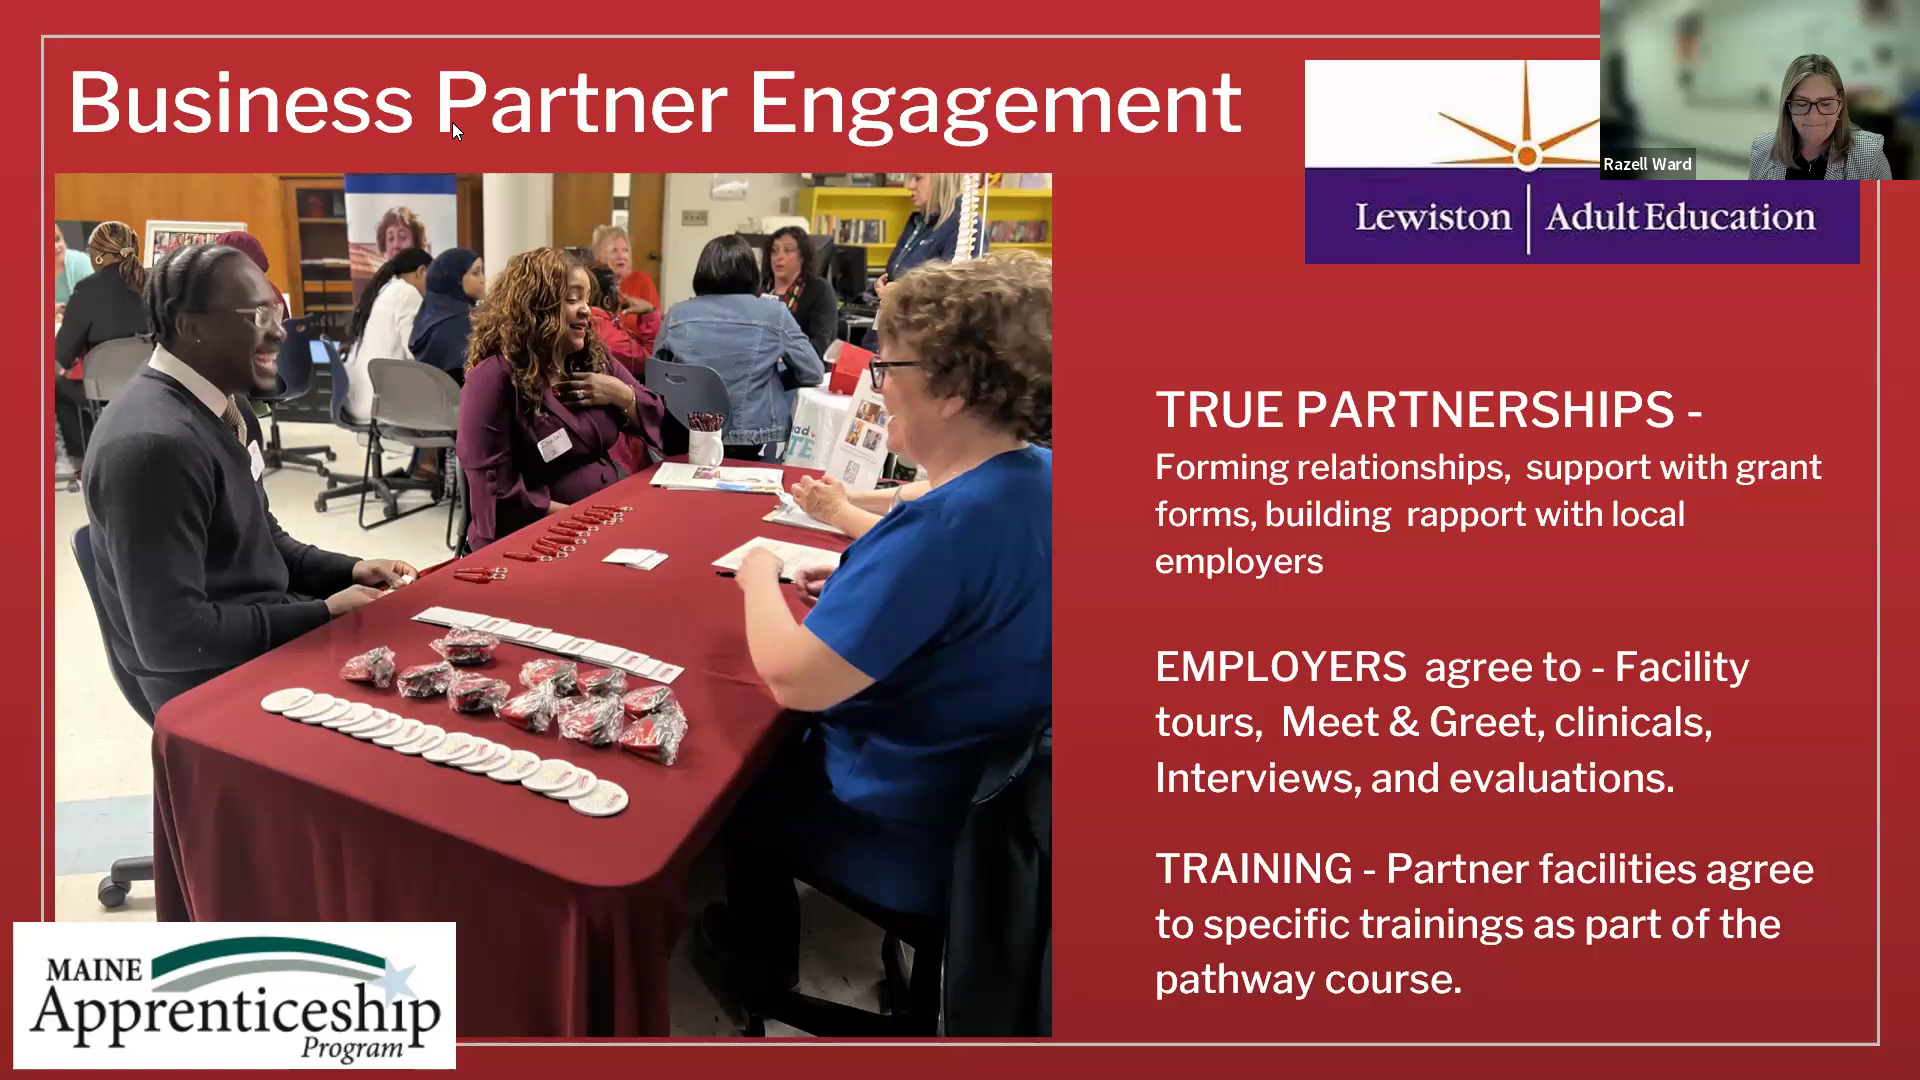 Business Partner Engagement
Razell Ward
Lewiston | Adult Education
TRUE PARTNERSHIPS -
Forming relationships, support with grant
forms, building rapport with local
employers
EMPLOYERS agree to - Facility
tours, Meet & Greet, clinicals,
Interviews, and evaluations.
TRAINING - Partner facilities agree
to specific trainings as part of the
pathway course.
MAINE
Apprenticeship
Program